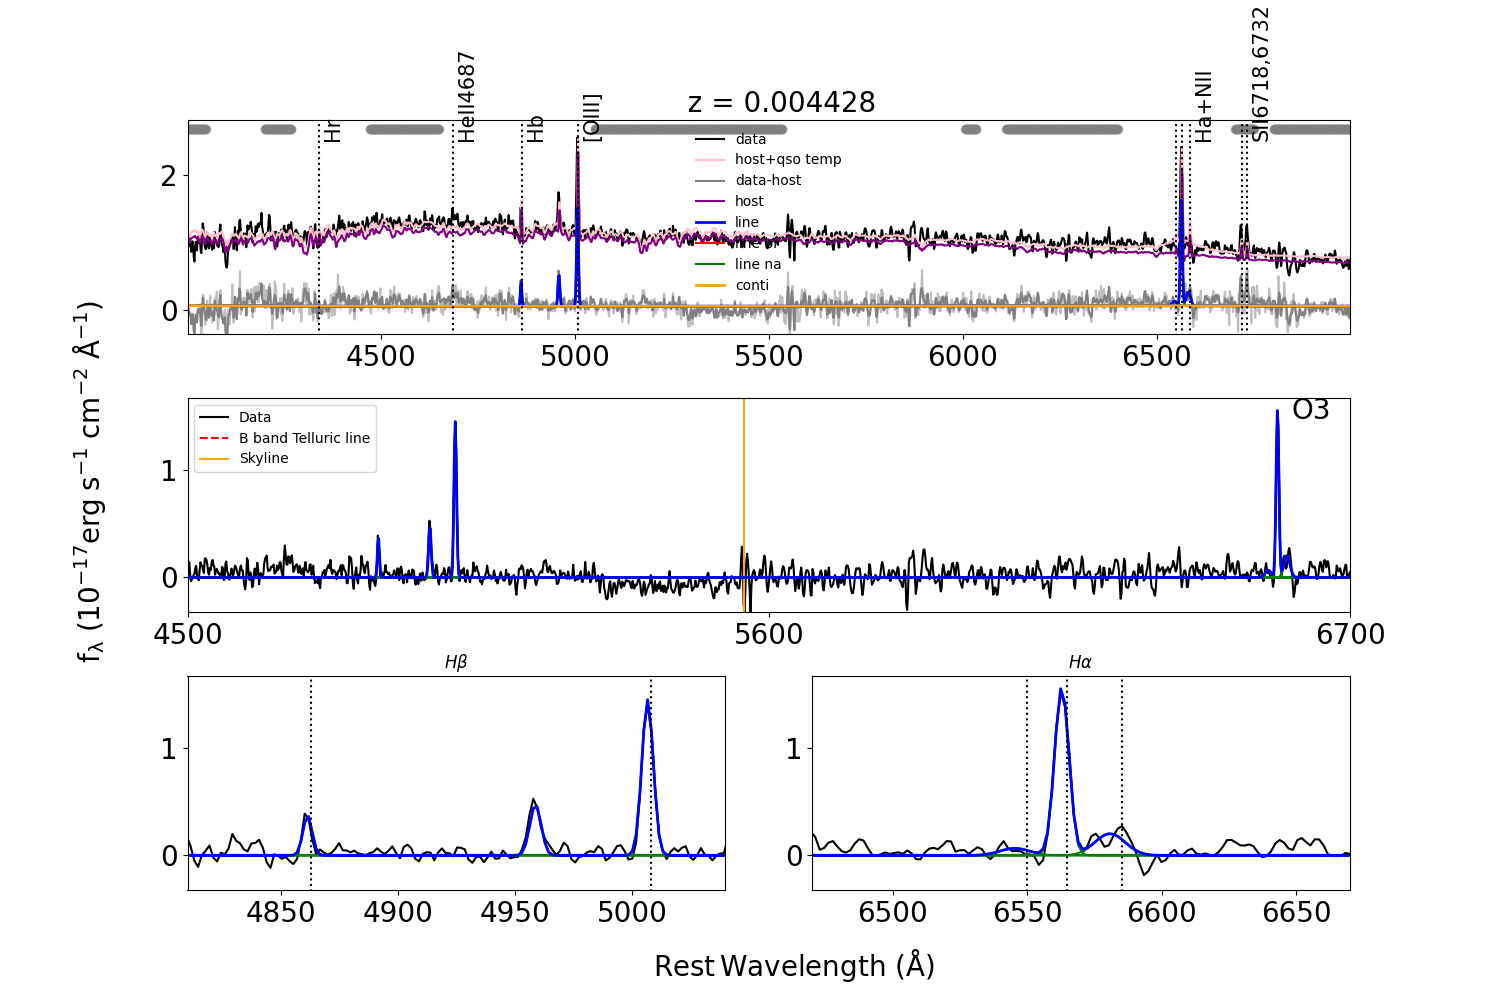 z = 0.004428
Hr
HeII4687
Hb
[OIII]
Ha+NII
SII6718,6732
data
host+qso temp
data-host
host
line
line br
line na
conti
2
0
4500 5000 5500 6000 6500
Data
B band Telluric line
Skyline
O3
1
0
4500 5600 6700
fλ (10−17erg s−1 cm−2 Å−1)
Hβ
1
0
4850 4900 4950 5000
Hα
1
0
6500 6550 6600 6650
Rest Wavelength (Å)